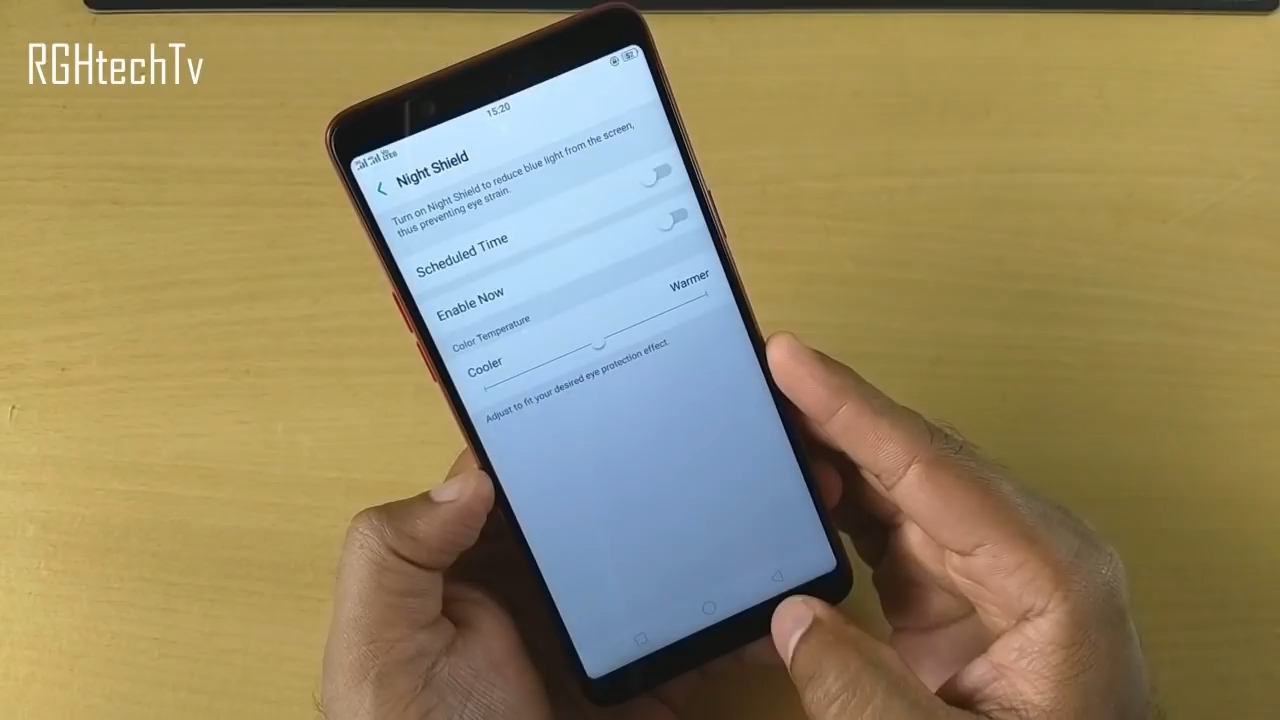 RGHtechTv
15:20
Night Shield
Turn on Night Shield to reduce blue light from the screen,
thus preventing eye strain.
Scheduled Time
Enable Now
Color Temperature
Cooler
Warmer
Adjust to fit your desired eye protection effect.